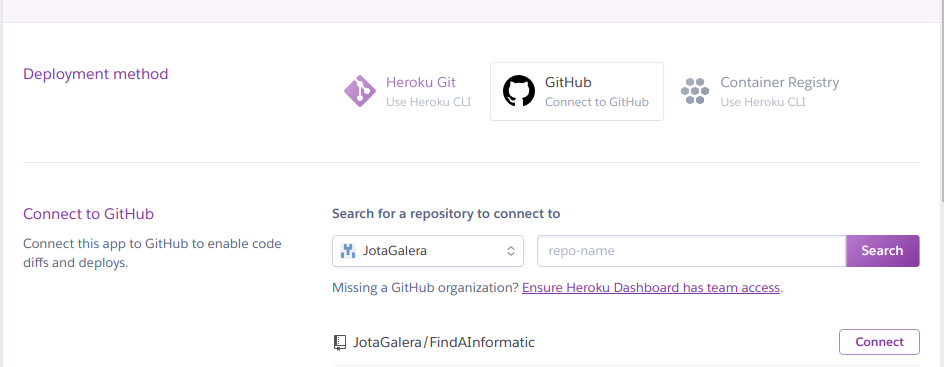 Deployment method
Heroku Git
Use Heroku CLI
GitHub
Connect to GitHub
Container Registry
Use Heroku CLI
Connect to GitHub
Connect this app to GitHub to enable code
diffs and deploys.
Search for a repository to connect to
JotaGalera
repo-name
Search
Missing a GitHub organization? Ensure Heroku Dashboard has team access.
JotaGalera/FindAInformatic
Connect